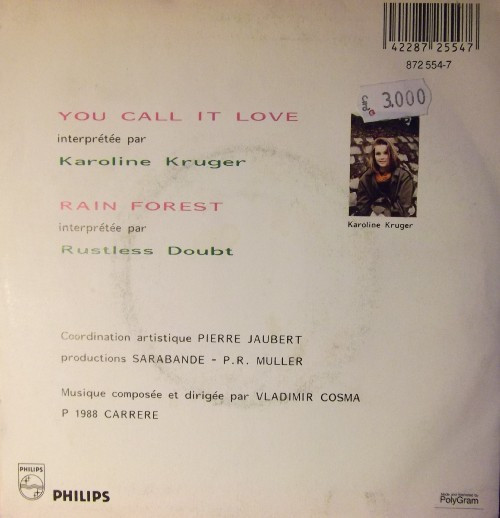 42287 25547
872 554-7
3.000
YOU CALL IT LOVE
interprétée par
Karoline Kruger
RAIN FOREST
interprétée par
Rustless Doubt
Karoline Kruger
Coordination artistique PIERRE JAUBERT
productions SARABANDE - P.R. MULLER
Musique composée et dirigée par VLADIMIR COSMA
P 1988 CARRERE
PHILIPS
PHILIPS
PolyGram